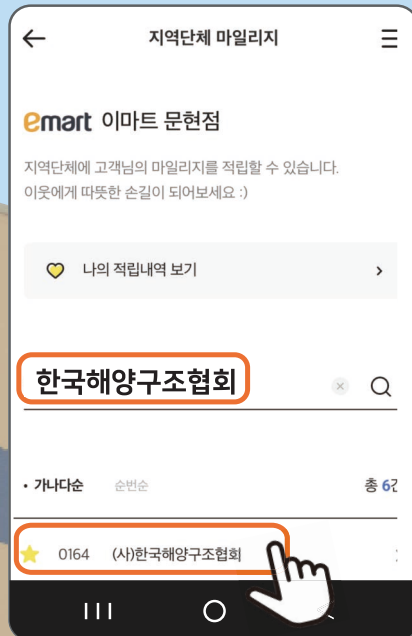 지역단체 마일리지
emart 이마트 문현점
지역단체에 고객님의 마일리지를 적립할 수 있습니다.
이웃에게 따뜻한 손길이 되어보세요 :)
나의 적립내역 보기
한국해양구조협회
• 가나다순 순번순 총 6건
0164 (사)한국해양구조협회